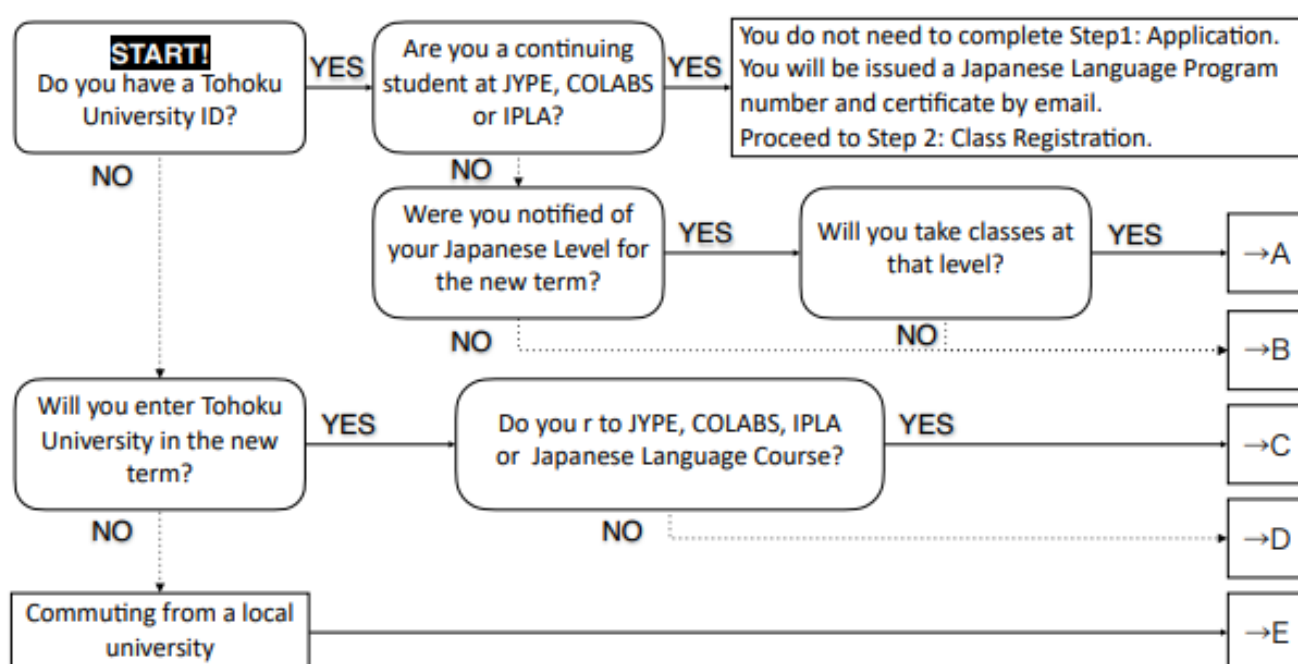 START!
Do you have a Tohoku
University ID?
YES
Are you a continuing
student at JYPE, COLABS
or IPLA?
YES
You do not need to complete Step1: Application.
You will be issued a Japanese Language Program
number and certificate by email.
Proceed to Step 2: Class Registration.
NO
NO
Were you notified of
your Japanese Level for
the new term?
YES
Will you take classes at
that level?
YES
→A
NO
NO
→B
Will you enter Tohoku
University in the new
term?
YES
Do you r to JYPE, COLABS, IPLA
or Japanese Language Course?
YES
→C
NO
NO
→D
Commuting from a local
university
→E